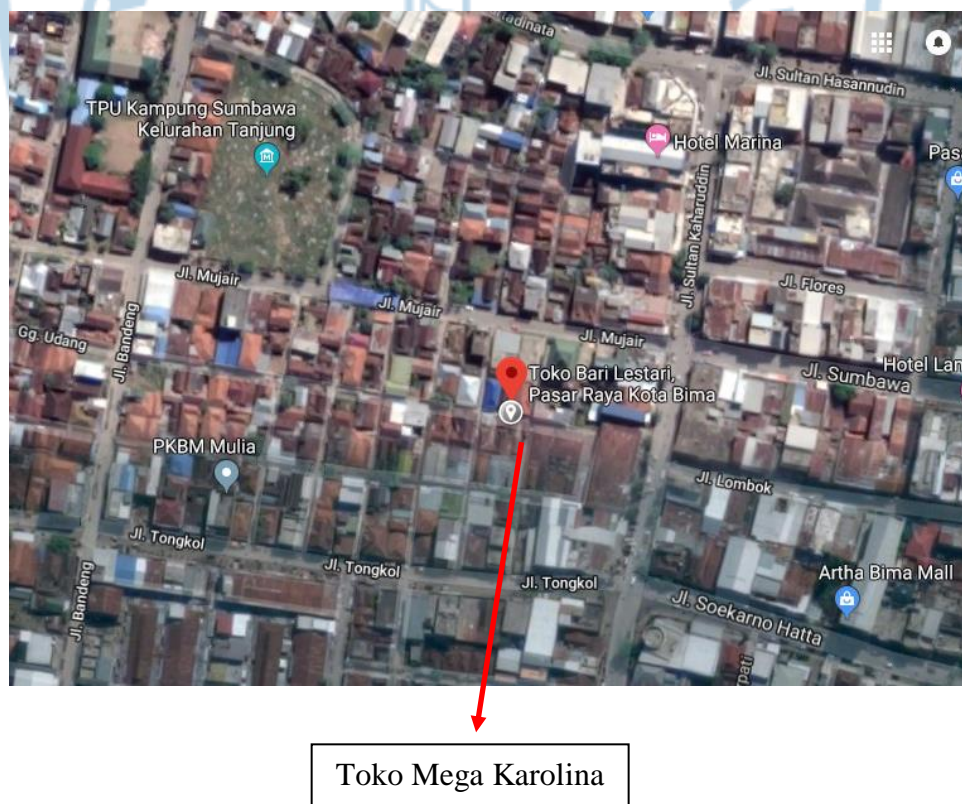 Jl. Sultan Hasannudin
TPU Kampung Sumbawa
Kelurahan Tanjung
Hotel Marina
Jl. Sultan Kaharuddin
Jl. Mujair
Jl. Flores
Jl. Mujair
Jl. Mujair
Gg. Udang
Jl. Bandeng
Toko Bari Lestari,
Pasar Raya Kota Bima
Hotel
Jl. Sumbawa
PKBM Mulia
Jl. Lombok
Jl. Tongkol
Jl. Tongkol
Jl. Tongkol
Artha Bima Mall
Jl. Bandeng
Jl. Soekarno Hatta
Toko Mega Karolina